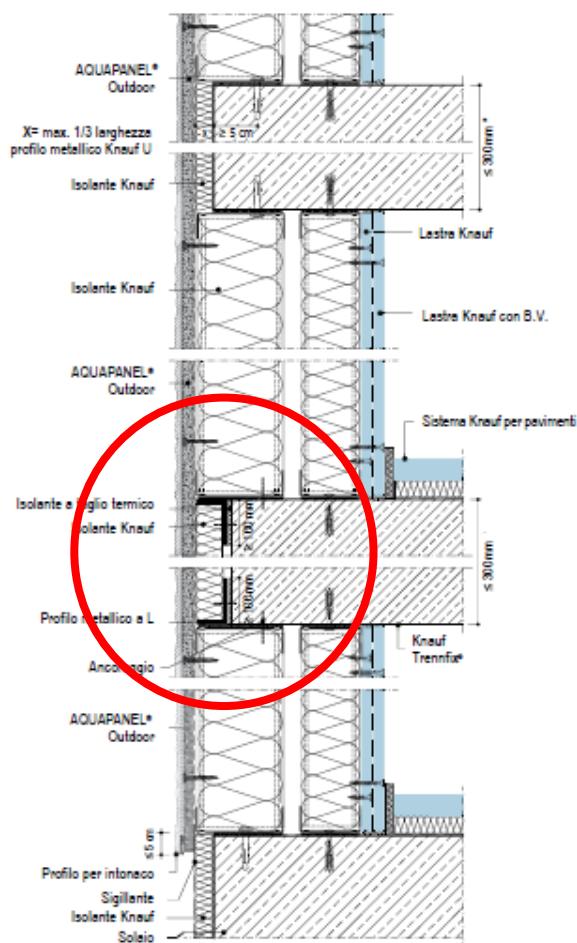 AQUAPANEL®
Outdoor
X= max. 1/3 larghezza
profilo metallico Knauf U
x
≥ 5 cm
≤ 300mm *
Isolante Knauf
Lastra Knauf
Isolante Knauf
Lastra Knauf con B.V.
AQUAPANEL®
Outdoor
Sistema Knauf per pavimenti
Isolante a taglio termico
Isolante Knauf
≥ 100 mm
≤ 300mm
≥ 100mm
Profilo metallico a L
Knauf
Trennfix®
Ancoraggio
AQUAPANEL®
Outdoor
≤ 5 cm
Profilo per intonaco
Sigillante
Isolante Knauf
Solaio